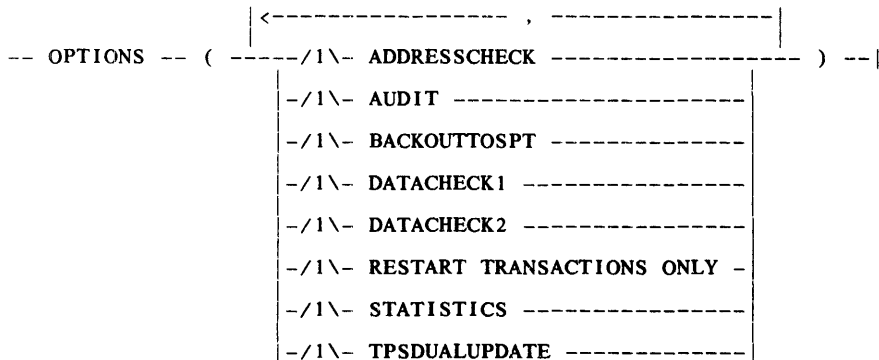 |<----------------- , -----------------|
-- OPTIONS -- ( -----/1\- ADDRESSCHECK ------------------- ) --|
|-/1\- AUDIT ----------------------|
|-/1\- BACKOUTTOSPT ---------------|
|-/1\- DATACHECK1 -----------------|
|-/1\- DATACHECK2 -----------------|
|-/1\- RESTART TRANSACTIONS ONLY -|
|-/1\- STATISTICS -----------------|
|-/1\- TPSDUALUPDATE --------------|